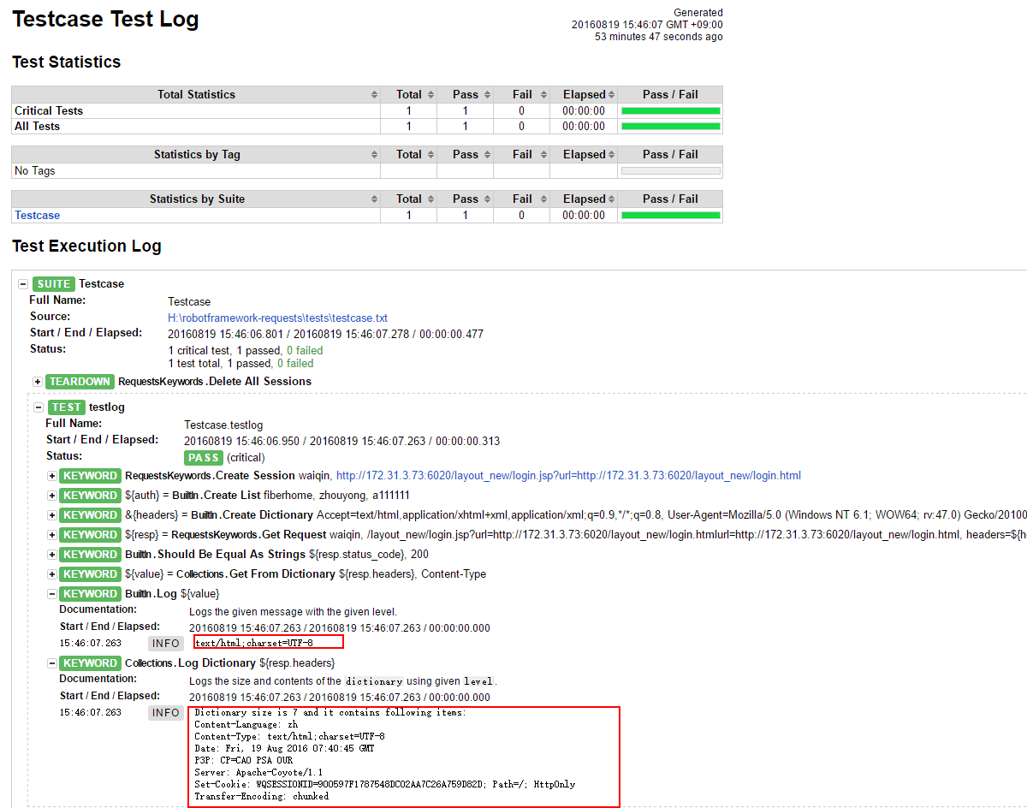 Testcase Test Log
Generated
20160819 15:46:07 GMT +09:00
53 minutes 47 seconds ago
Test Statistics
Total Statistics Total Pass Fail Elapsed Pass / Fail
Critical Tests 1 1 0 00:00:00
All Tests 1 1 0 00:00:00
Statistics by Tag Total Pass Fail Elapsed Pass / Fail
No Tags
Statistics by Suite Total Pass Fail Elapsed Pass / Fail
Testcase 1 1 0 00:00:00
Test Execution Log
SUITE Testcase
Full Name: Testcase
Source: H:\robotframework-requests\tests\testcase.txt
Start / End / Elapsed: 20160819 15:46:06.801 / 20160819 15:46:07.278 / 00:00:00.477
Status: 1 critical test, 1 passed, 0 failed
1 test total, 1 passed, 0 failed
TEARDOWN RequestsKeywords.Delete All Sessions
TEST testlog
Full Name: Testcase.testlog
Start / End / Elapsed: 20160819 15:46:06.950 / 20160819 15:46:07.263 / 00:00:00.313
Status: PASS (critical)
KEYWORD RequestsKeywords.Create Session waiqin, http://172.31.3.73:6020/layout_new/login.jsp?url=http://172.31.3.73:6020/layout_new/login.html
KEYWORD ${auth} = BuiltIn.Create List fiberhome, zhouyong, a111111
KEYWORD &{headers} = BuiltIn.Create Dictionary Accept=text/html,application/xhtml+xml,application/xml;q=0.9,*/*;q=0.8, User-Agent=Mozilla/5.0 (Windows NT 6.1; WOW64; rv:47.0) Gecko/20100
KEYWORD ${resp} = RequestsKeywords.Get Request waiqin, /layout_new/login.jsp?url=http://172.31.3.73:6020/layout_new/login.htmlurl=http://172.31.3.73:6020/layout_new/login.html, headers=${he
KEYWORD BuiltIn.Should Be Equal As Strings ${resp.status_code}, 200
KEYWORD ${value} = Collections.Get From Dictionary ${resp.headers}, Content-Type
KEYWORD BuiltIn.Log ${value}
Documentation: Logs the given message with the given level.
Start / End / Elapsed: 20160819 15:46:07.263 / 20160819 15:46:07.263 / 00:00:00.000
15:46:07.263 INFO text/html;charset=UTF-8
KEYWORD Collections.Log Dictionary ${resp.headers}
Documentation: Logs the size and contents of the dictionary using given level.
Start / End / Elapsed: 20160819 15:46:07.263 / 20160819 15:46:07.263 / 00:00:00.000
15:46:07.263 INFO Dictionary size is 7 and it contains following items:
Content-Language: zh
Content-Type: text/html;charset=UTF-8
Date: Fri, 19 Aug 2016 07:40:45 GMT
P3P: CP=CAO PSA OUR
Server: Apache-Coyote/1.1
Set-Cookie: WQSESSIONID=900597F1787548DC02AA7C26A759D82D; Path=/; HttpOnly
Transfer-Encoding: chunked